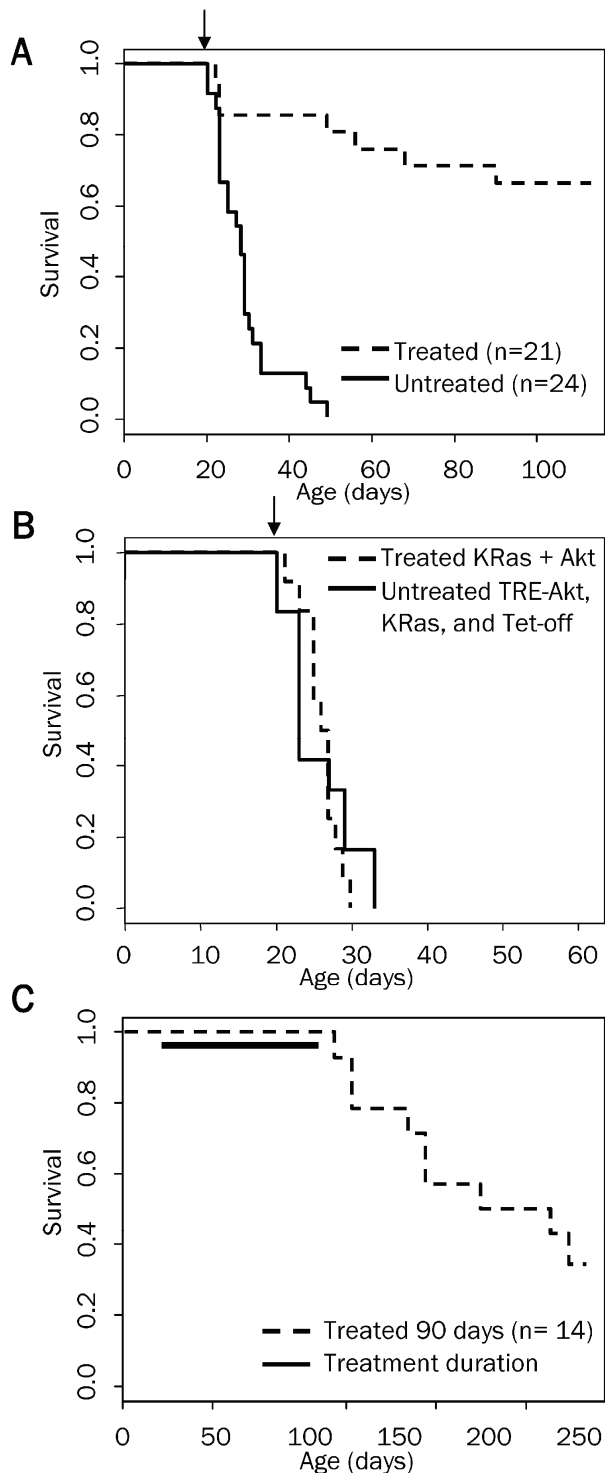 A
Survival
1.0
0.8
0.6
0.4
0.2
0.0
Treated (n=21)
Untreated (n=24)
0 20 40 60 80 100
Age (days)
B
Survival
1.0
0.8
0.6
0.4
0.2
0.0
Treated KRas + Akt
Untreated TRE-Akt,
KRas, and Tet-off
0 10 20 30 40 50 60
Age (days)
C
Survival
1.0
0.8
0.6
0.4
0.2
0.0
Treated 90 days (n= 14)
Treatment duration
0 50 100 150 200 250
Age (days)